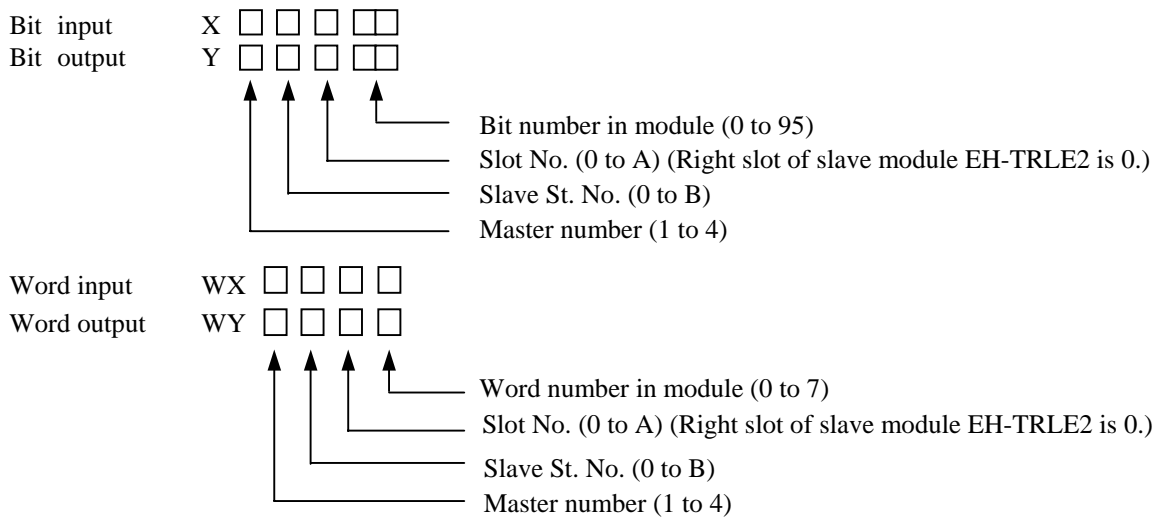 Bit input X □ □ □ □□
Bit output Y □ □ □ □□
Bit number in module (0 to 95)
Slot No. (0 to A) (Right slot of slave module EH-TRLE2 is 0.)
Slave St. No. (0 to B)
Master number (1 to 4)
Word input WX □ □ □ □
Word output WY □ □ □ □
Word number in module (0 to 7)
Slot No. (0 to A) (Right slot of slave module EH-TRLE2 is 0.)
Slave St. No. (0 to B)
Master number (1 to 4)